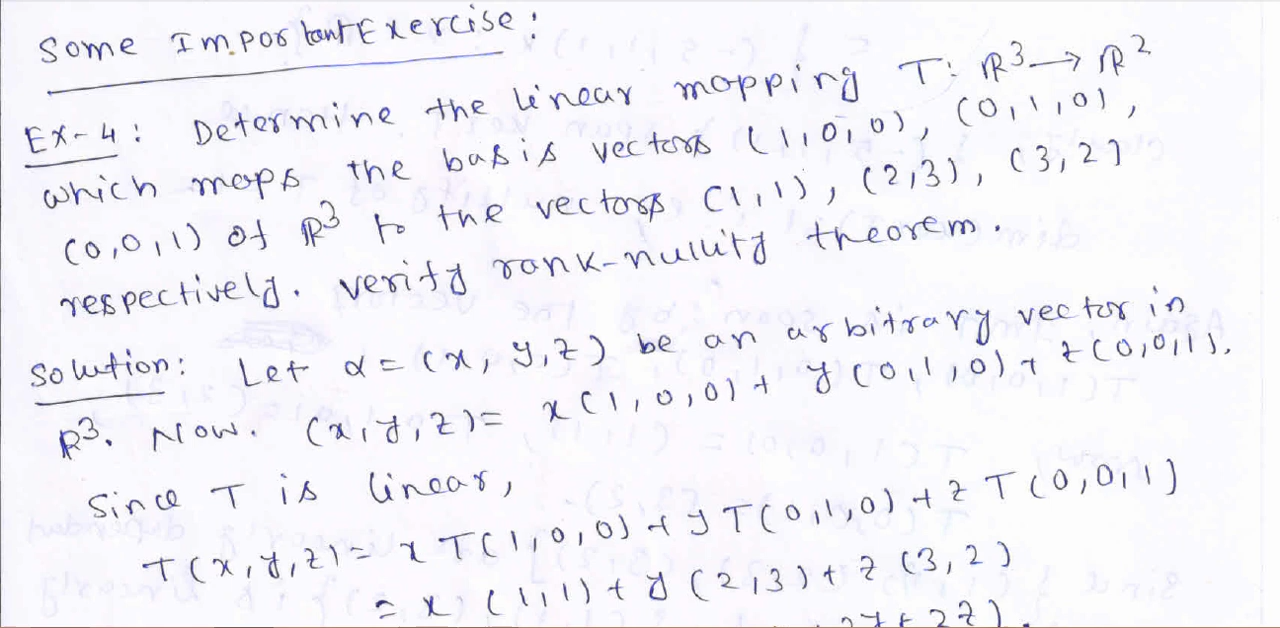 Some Important Exercise:
Ex-4: Determine the linear mapping T: ℝ³→ℝ²
which maps the basis vectors (1,0,0), (0,1,0),
(0,0,1) of ℝ³ to the vectors (1,1), (2,3), (3,2)
respectively. verify rank-nullity theorem.
Solution: Let α = (x, y, z) be an arbitrary vector in
ℝ³. Now. (x,y,z)= x(1,0,0)+ y(0,1,0)+ z(0,0,1).
Since T is linear,
T(x,y,z)= x T(1,0,0)+ y T(0,1,0)+ z T(0,0,1)
= x (1,1)+ y (2,3)+ z (3,2)
2z).